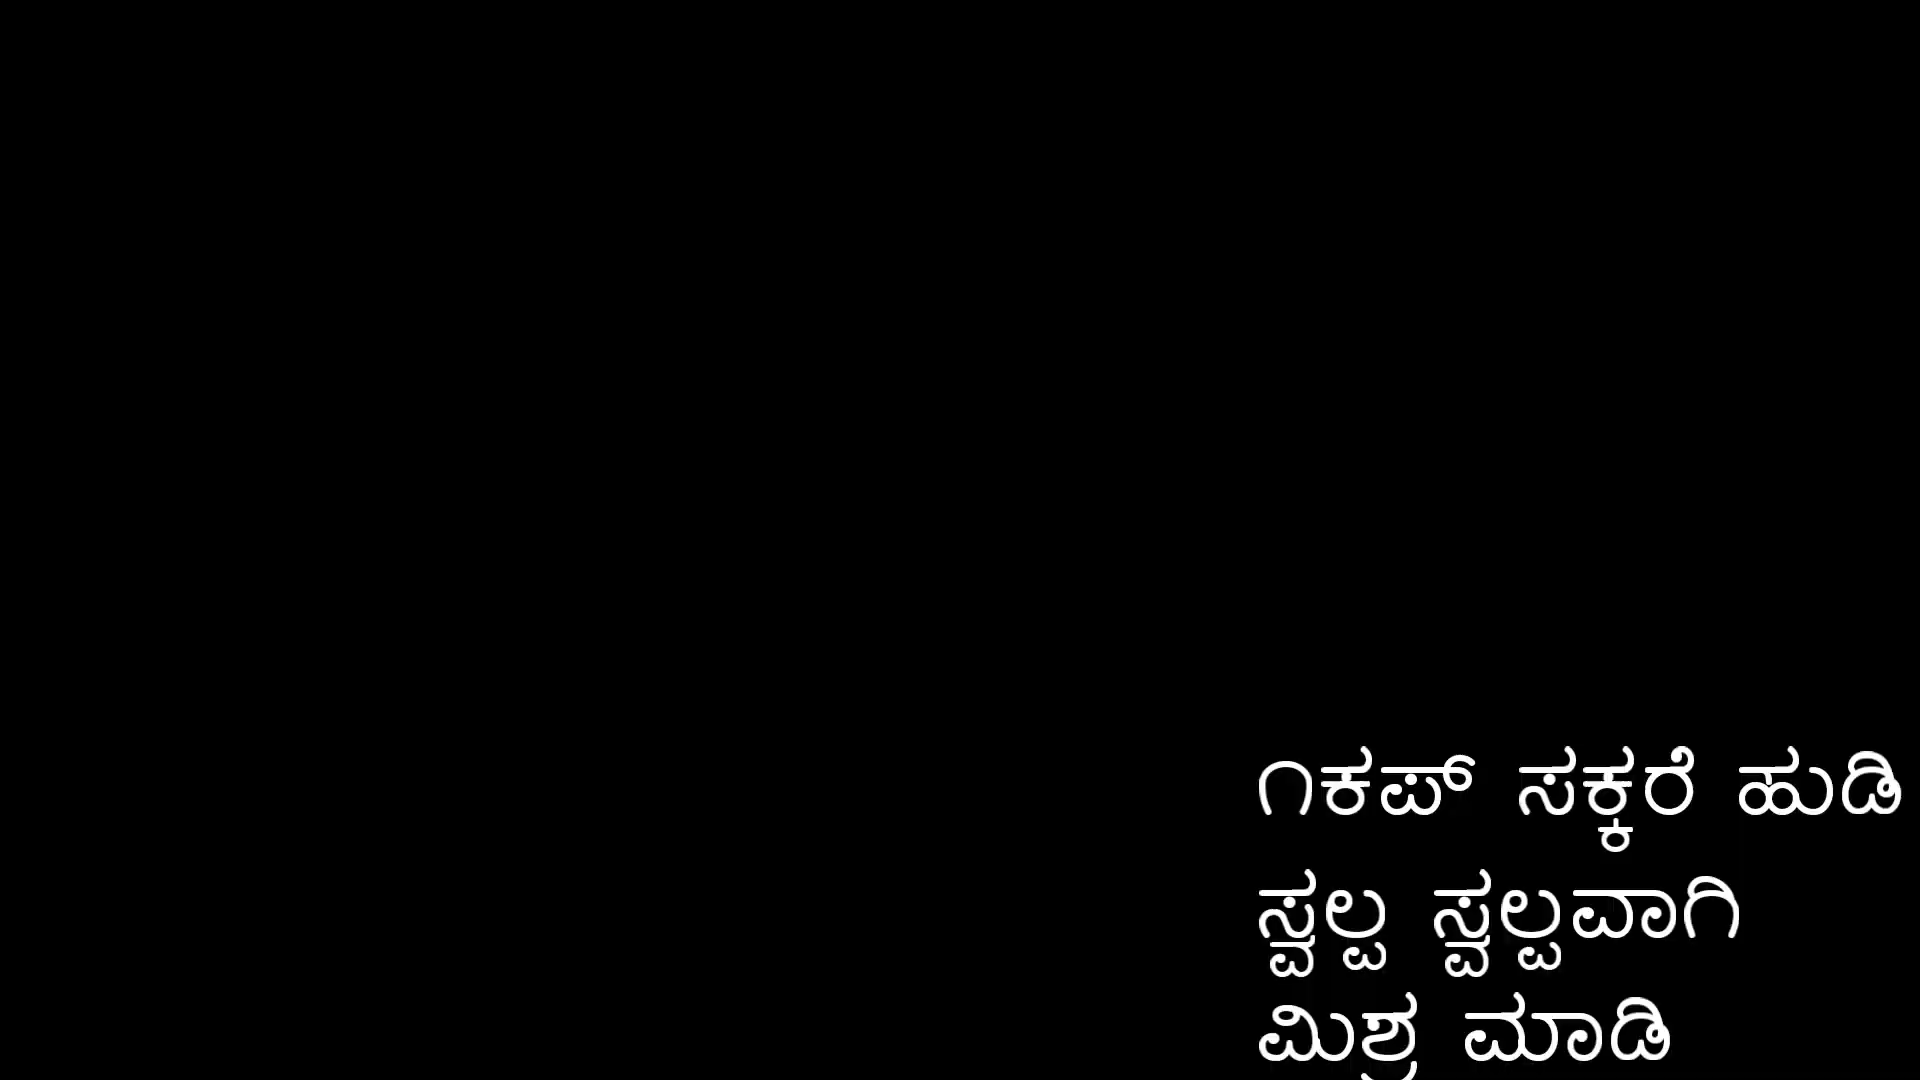 ೧ಕಪ್ ಸಕ್ಕರೆ ಹುಡಿ
ಸ್ವಲ್ಪ ಸ್ವಲ್ಪವಾಗಿ
ಮಿಶ್ರ ಮಾಡಿ